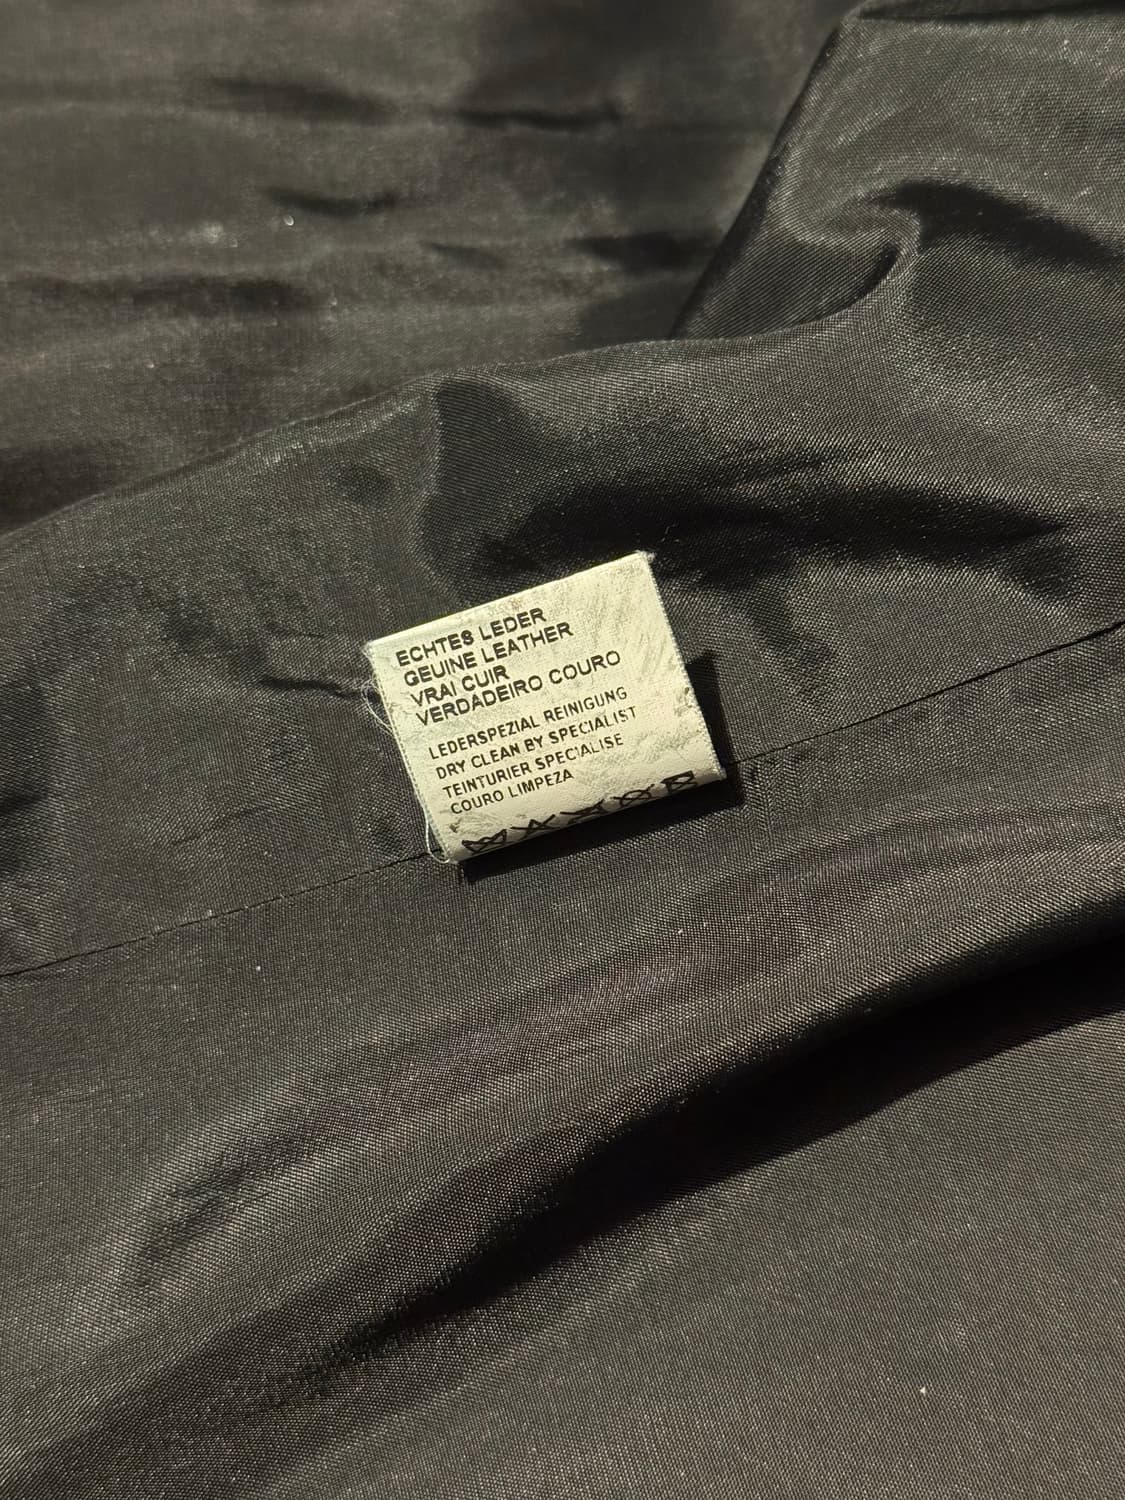 ECHTES LEDER
GEUINE LEATHER
VRAI CUIR
VERDADEIRO COURO
LEDERSPEZIAL REINIGUNG
DRY CLEAN BY SPECIALIST
TEINTURIER SPECIALISE
COURO LIMPEZA